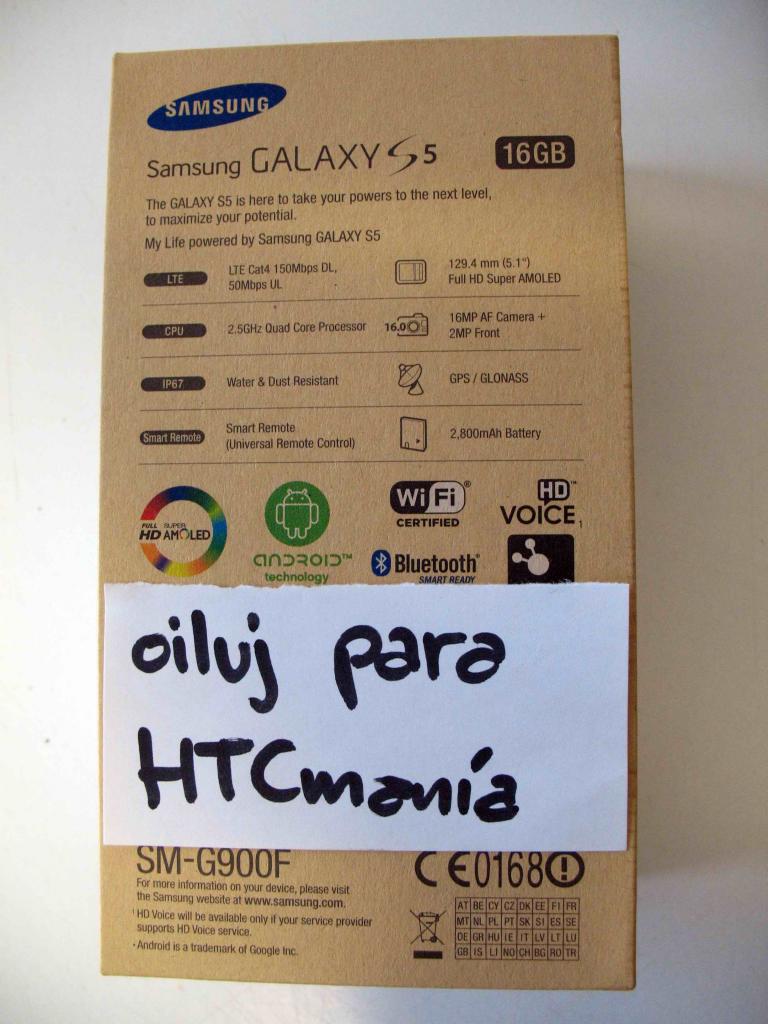 SAMSUNG
Samsung GALAXY S5 16GB
The GALAXY S5 is here to take your powers to the next level,
to maximize your potential.
My Life powered by Samsung GALAXY S5
LTE
LTE Cat4 150Mbps DL,
50Mbps UL
129.4 mm (5.1")
Full HD Super AMOLED
CPU
2.5GHz Quad Core Processor
16.0
16MP AF Camera +
2MP Front
IP67
Water & Dust Resistant
GPS / GLONASS
Smart Remote
Smart Remote
(Universal Remote Control)
2,800mAh Battery
FULL SUPER
HD AMOLED
ANDROID™
technology
Wi Fi®
CERTIFIED
HD™
VOICE 1
Bluetooth®
SMART READY
oiluj para
HTCmanía
SM-G900F
For more information on your device, please visit
the Samsung website at www.samsung.com.
¹ HD Voice will be available only if your service provider
supports HD Voice service.
• Android is a trademark of Google Inc.
CE0168
AT BE CY CZ DK EE FI FR
MT NL PL PT SK SI ES SE
DE GR HU IE IT LV LT LU
GB IS LI NO CH BG RO TR